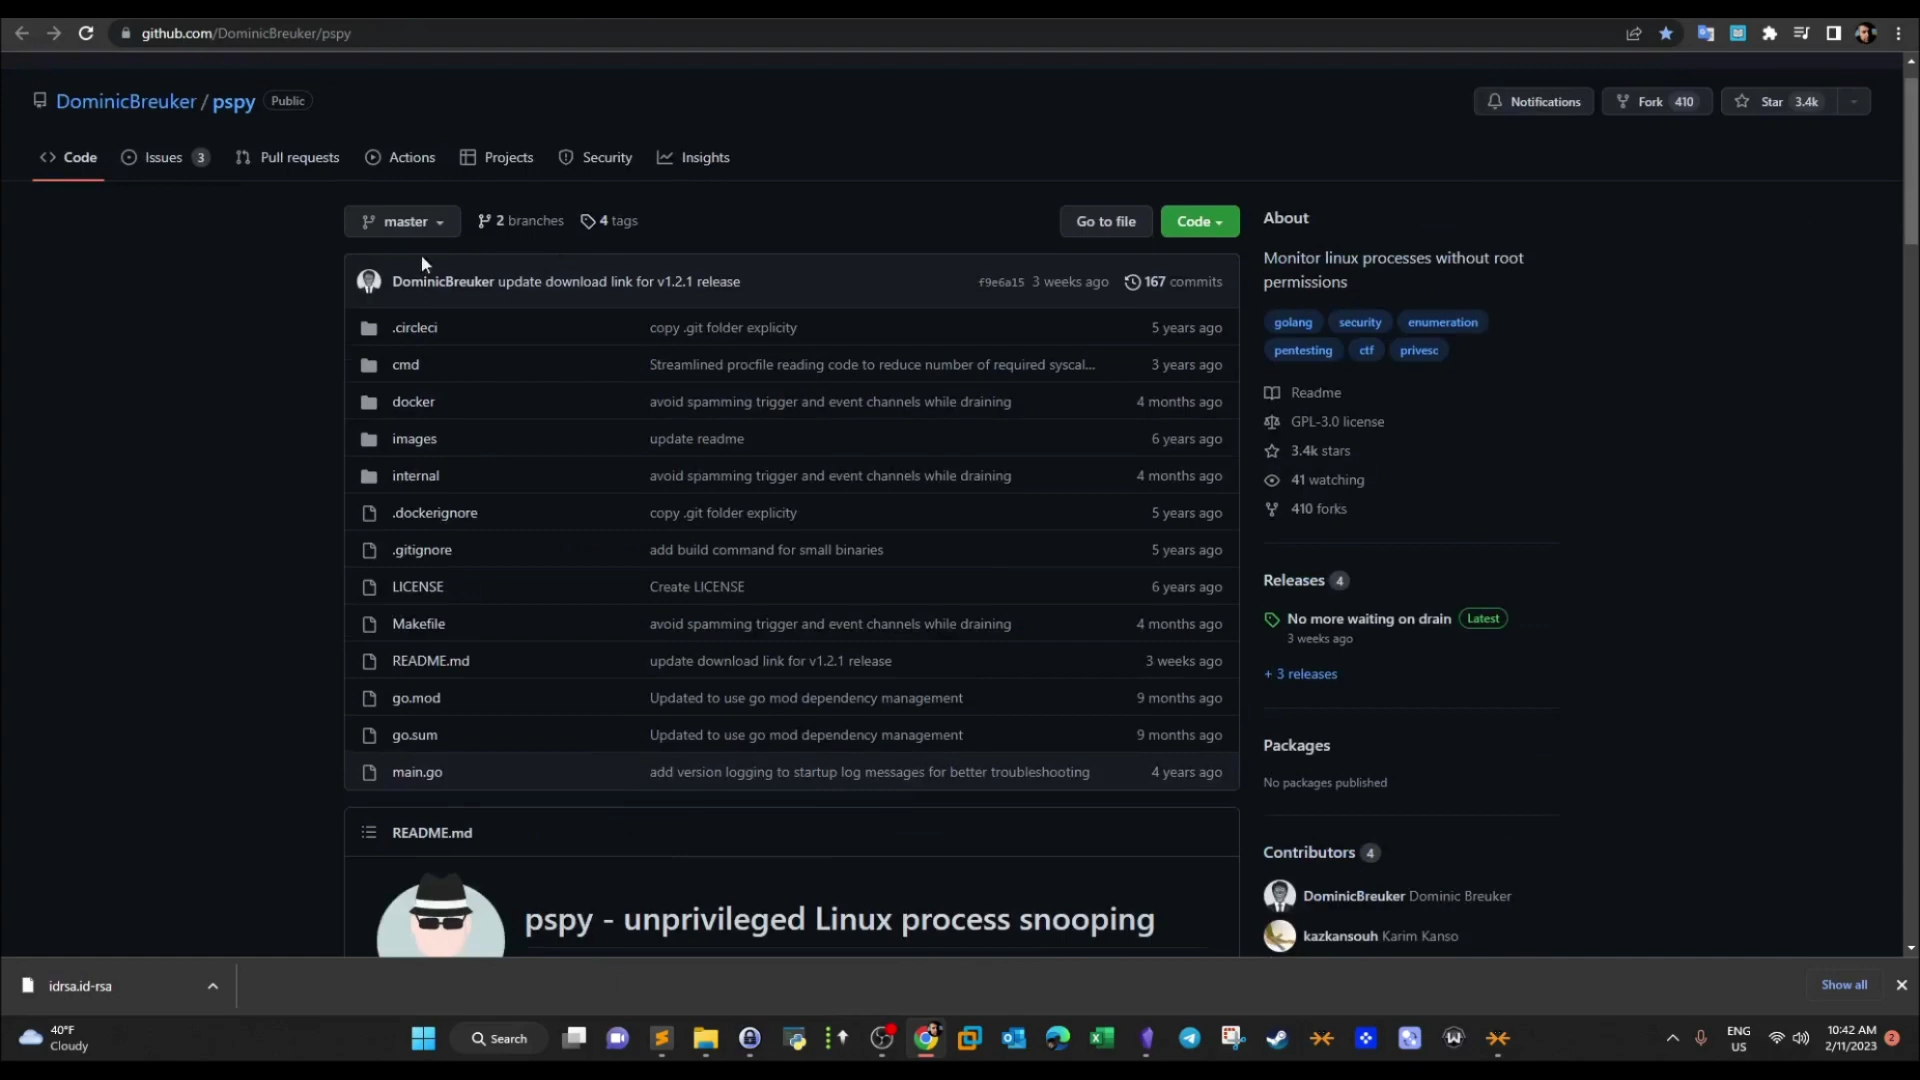 github.com/DominicBreuker/pspy
DominicBreuker / pspy Public
Notifications
Fork 410
Star 3.4k
Code
Issues 3
Pull requests
Actions
Projects
Security
Insights
master
2 branches
4 tags
Go to file
Code
DominicBreuker update download link for v1.2.1 release f9e6a15 3 weeks ago 167 commits
.circleci copy .git folder explicity 5 years ago
cmd Streamlined procfile reading code to reduce number of required syscal... 3 years ago
docker avoid spamming trigger and event channels while draining 4 months ago
images update readme 6 years ago
internal avoid spamming trigger and event channels while draining 4 months ago
.dockerignore copy .git folder explicity 5 years ago
.gitignore add build command for small binaries 5 years ago
LICENSE Create LICENSE 6 years ago
Makefile avoid spamming trigger and event channels while draining 4 months ago
README.md update download link for v1.2.1 release 3 weeks ago
go.mod Updated to use go mod dependency management 9 months ago
go.sum Updated to use go mod dependency management 9 months ago
main.go add version logging to startup log messages for better troubleshooting 4 years ago
README.md
pspy - unprivileged Linux process snooping
About
Monitor linux processes without root
permissions
golang security enumeration
pentesting ctf privesc
Readme
GPL-3.0 license
3.4k stars
41 watching
410 forks
Releases 4
No more waiting on drain Latest
3 weeks ago
+ 3 releases
Packages
No packages published
Contributors 4
DominicBreuker Dominic Breuker
kazkansouh Karim Kanso
idrsa.id-rsa
Show all
40°F
Cloudy
Search
ENG
US
10:42 AM
2/11/2023
2